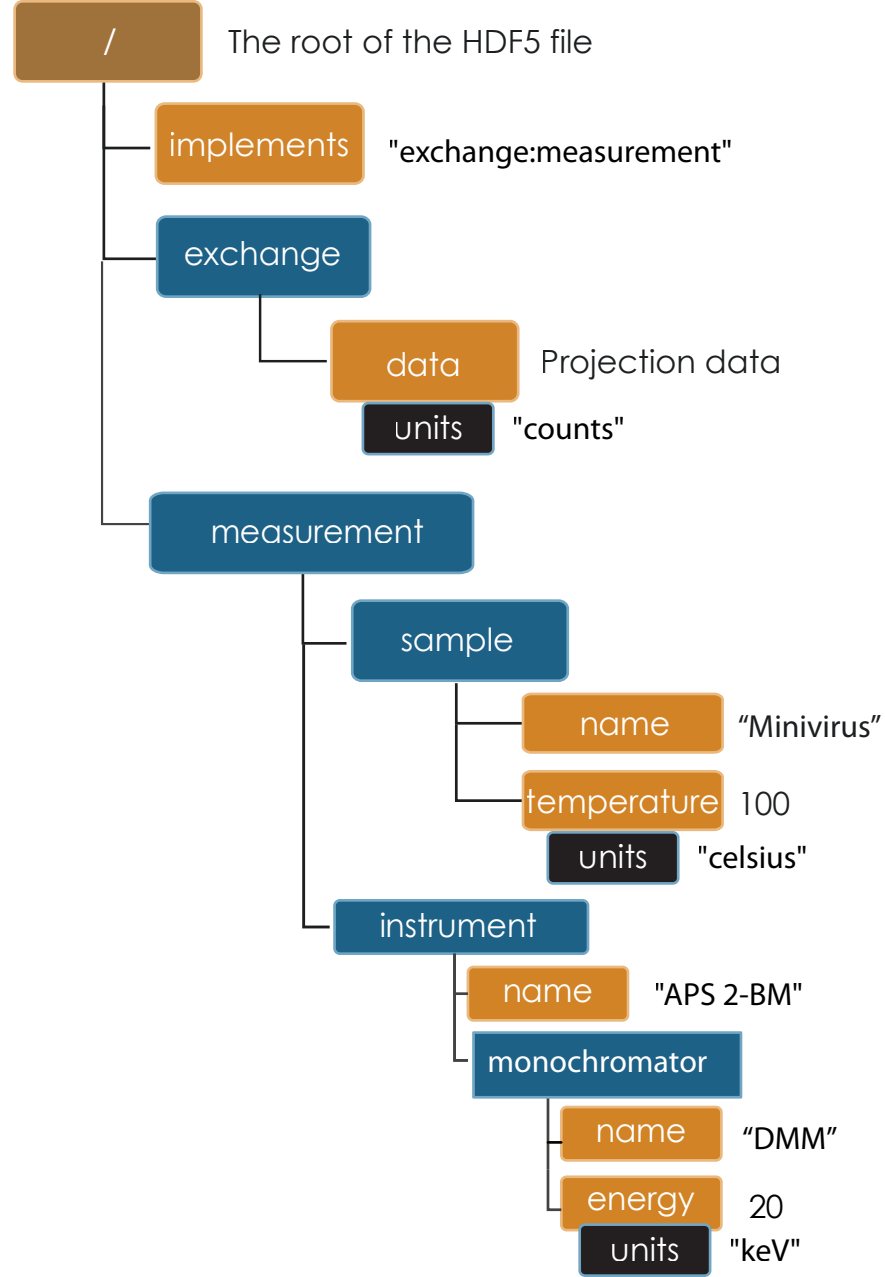 / The root of the HDF5 file
implements "exchange:measurement"
exchange
data Projection data
units "counts"
measurement
sample
name “Minivirus”
temperature 100
units "celsius"
instrument
name "APS 2-BM"
monochromator
name “DMM”
energy 20
units "keV"